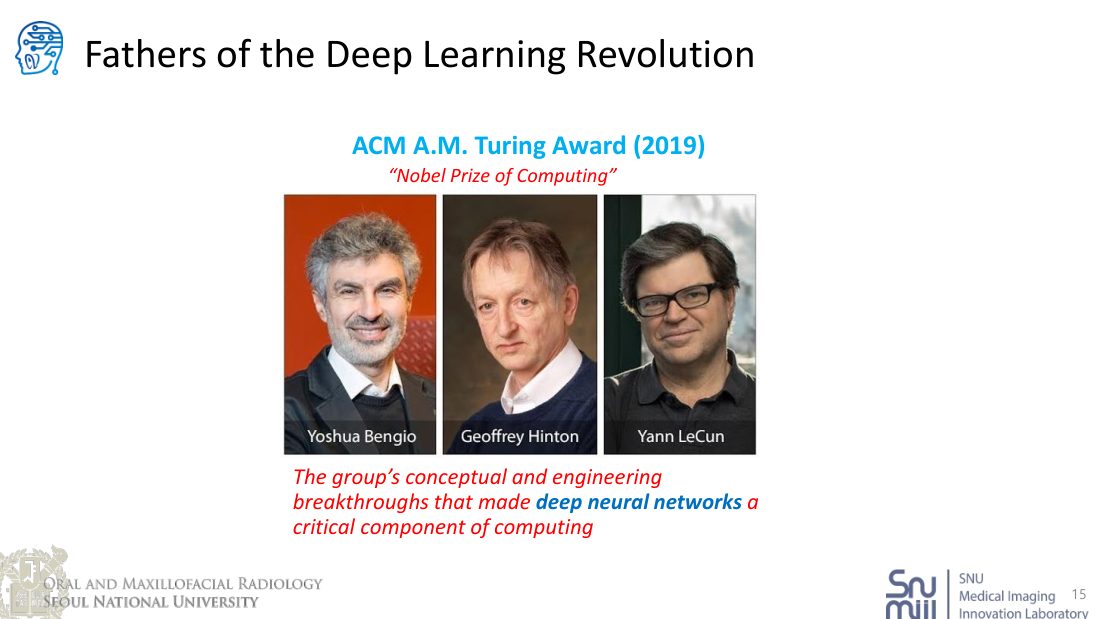 Fathers of the Deep Learning Revolution
ACM A.M. Turing Award (2019)
“Nobel Prize of Computing”
Yoshua Bengio
Geoffrey Hinton
Yann LeCun
The group’s conceptual and engineering
breakthroughs that made deep neural networks a
critical component of computing
ORAL AND MAXILLOFACIAL RADIOLOGY
SEOUL NATIONAL UNIVERSITY
SNU
mill
SNU
Medical Imaging
Innovation Laboratory
15